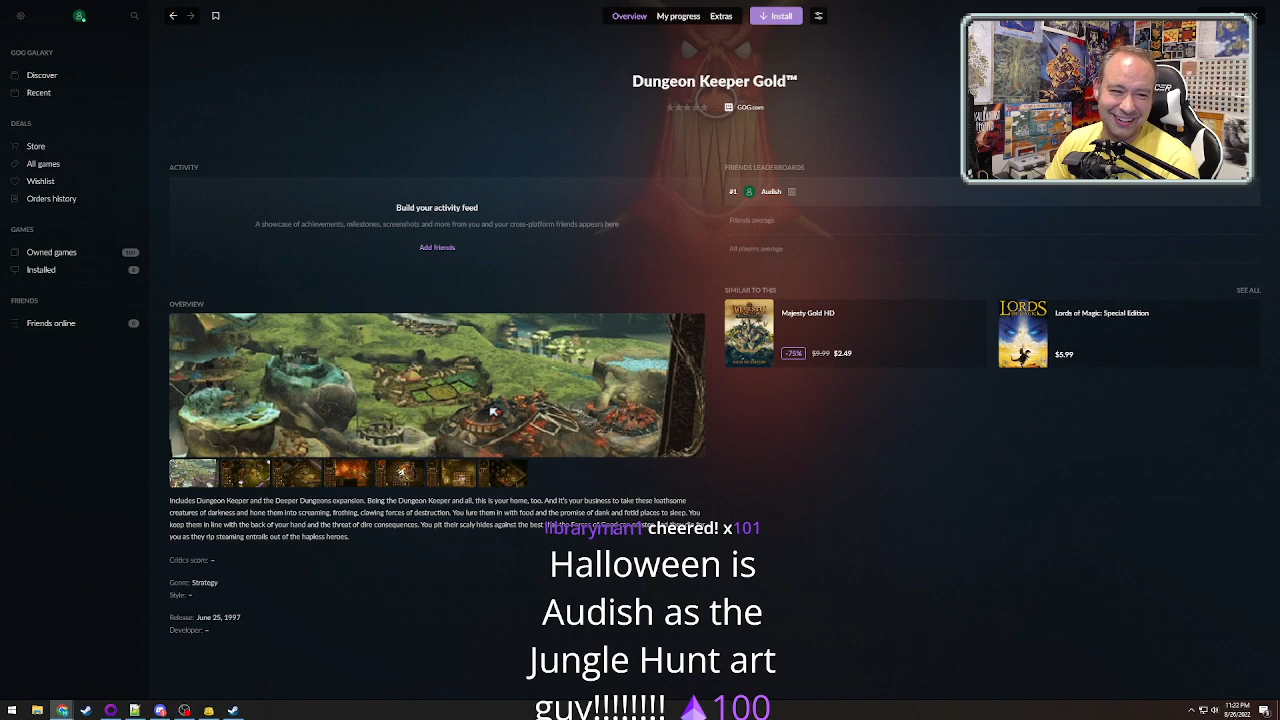 Overview
My progress
Extras
Install
GOG GALAXY
Discover
Recent
DEALS
Store
All games
Wishlist
Orders history
GAMES
Owned games
100
Installed
FRIENDS
Friends online
0
Dungeon Keeper Gold™
GOG.com
ACTIVITY
Build your activity feed
A showcase of achievements, milestones, screenshots and more from you and your cross-platform friends appears here
Add friends
FRIENDS LEADERBOARDS
#1 Audish
Friends average
All players average
OVERVIEW
Includes Dungeon Keeper and the Deeper Dungeons expansion. Being the Dungeon Keeper and all, this is your home, too. And it's your business to take these loathsome
creatures of darkness and hone them into screaming, frothing, clawing forces of destruction. You lure them in with food and the promise of dank and fetid places to sleep. You
keep them in line with the back of your hand and the threat of dire consequences. You pit their scaly hides against the best
you as they rip steaming entrails out of the hapless heroes.
Critics score: –
Genre: Strategy
Style: –
Release: June 25, 1997
Developer: –
SIMILAR TO THIS
SEE ALL
Majesty Gold HD
-75% $9.99 $2.49
LORDS
Lords of Magic: Special Edition
$5.99
libraryman1 cheered! x101
Halloween is
Audish as the
Jungle Hunt art
guy!!!!!!!! 100
11:22 PM
8/20/2022